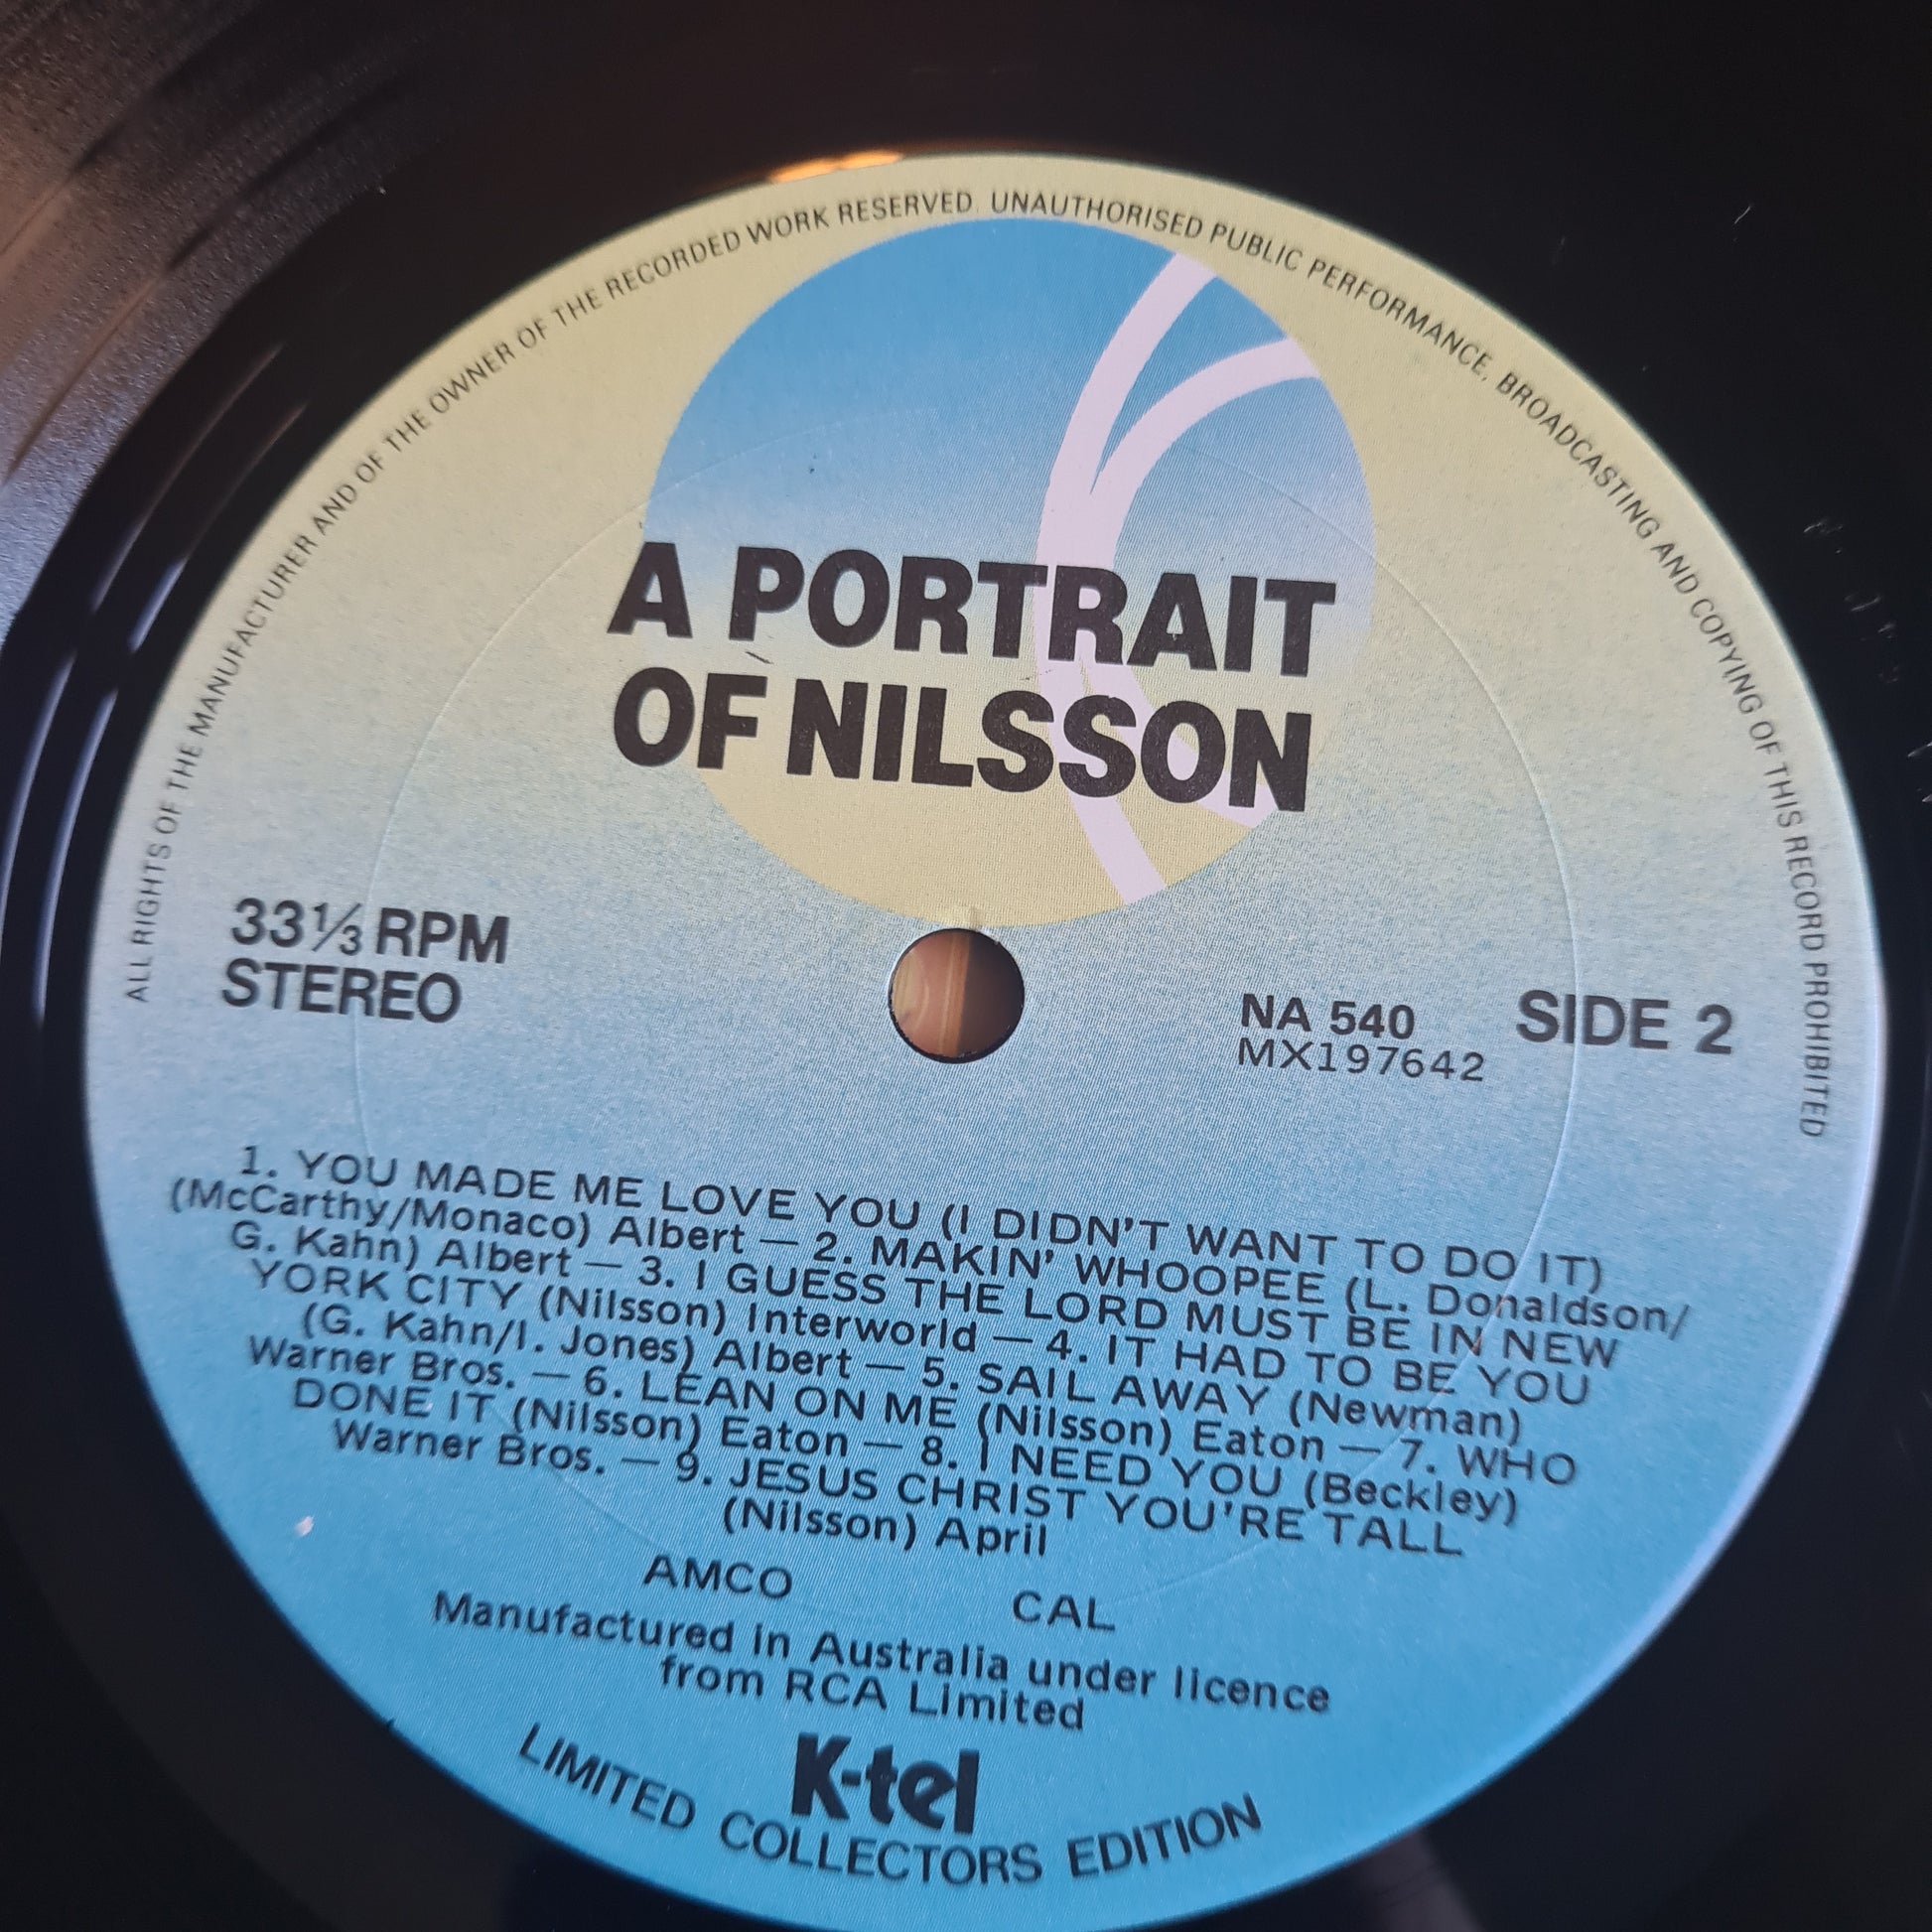 ALL RIGHTS OF THE MANUFACTURER AND OF THE OWNER OF THE RECORDED WORK RESERVED. UNAUTHORISED PUBLIC PERFORMANCE, BROADCASTING AND COPYING OF THIS RECORD PROHIBITED
A PORTRAIT
OF NILSSON
33⅓ RPM
STEREO
NA 540
MX197642
SIDE 2
1. YOU MADE ME LOVE YOU (I DIDN'T WANT TO DO IT)
(McCarthy/Monaco) Albert — 2. MAKIN' WHOOPEE (L. Donaldson/
G. Kahn) Albert — 3. I GUESS THE LORD MUST BE IN NEW
YORK CITY (Nilsson) Interworld — 4. IT HAD TO BE YOU
(G. Kahn/I. Jones) Albert — 5. SAIL AWAY (Newman)
Warner Bros. — 6. LEAN ON ME (Nilsson) Eaton — 7. WHO
DONE IT (Nilsson) Eaton — 8. I NEED YOU (Beckley)
Warner Bros. — 9. JESUS CHRIST YOU'RE TALL
(Nilsson) April
AMCO CAL
Manufactured in Australia under licence
from RCA Limited
K-tel
LIMITED COLLECTORS EDITION